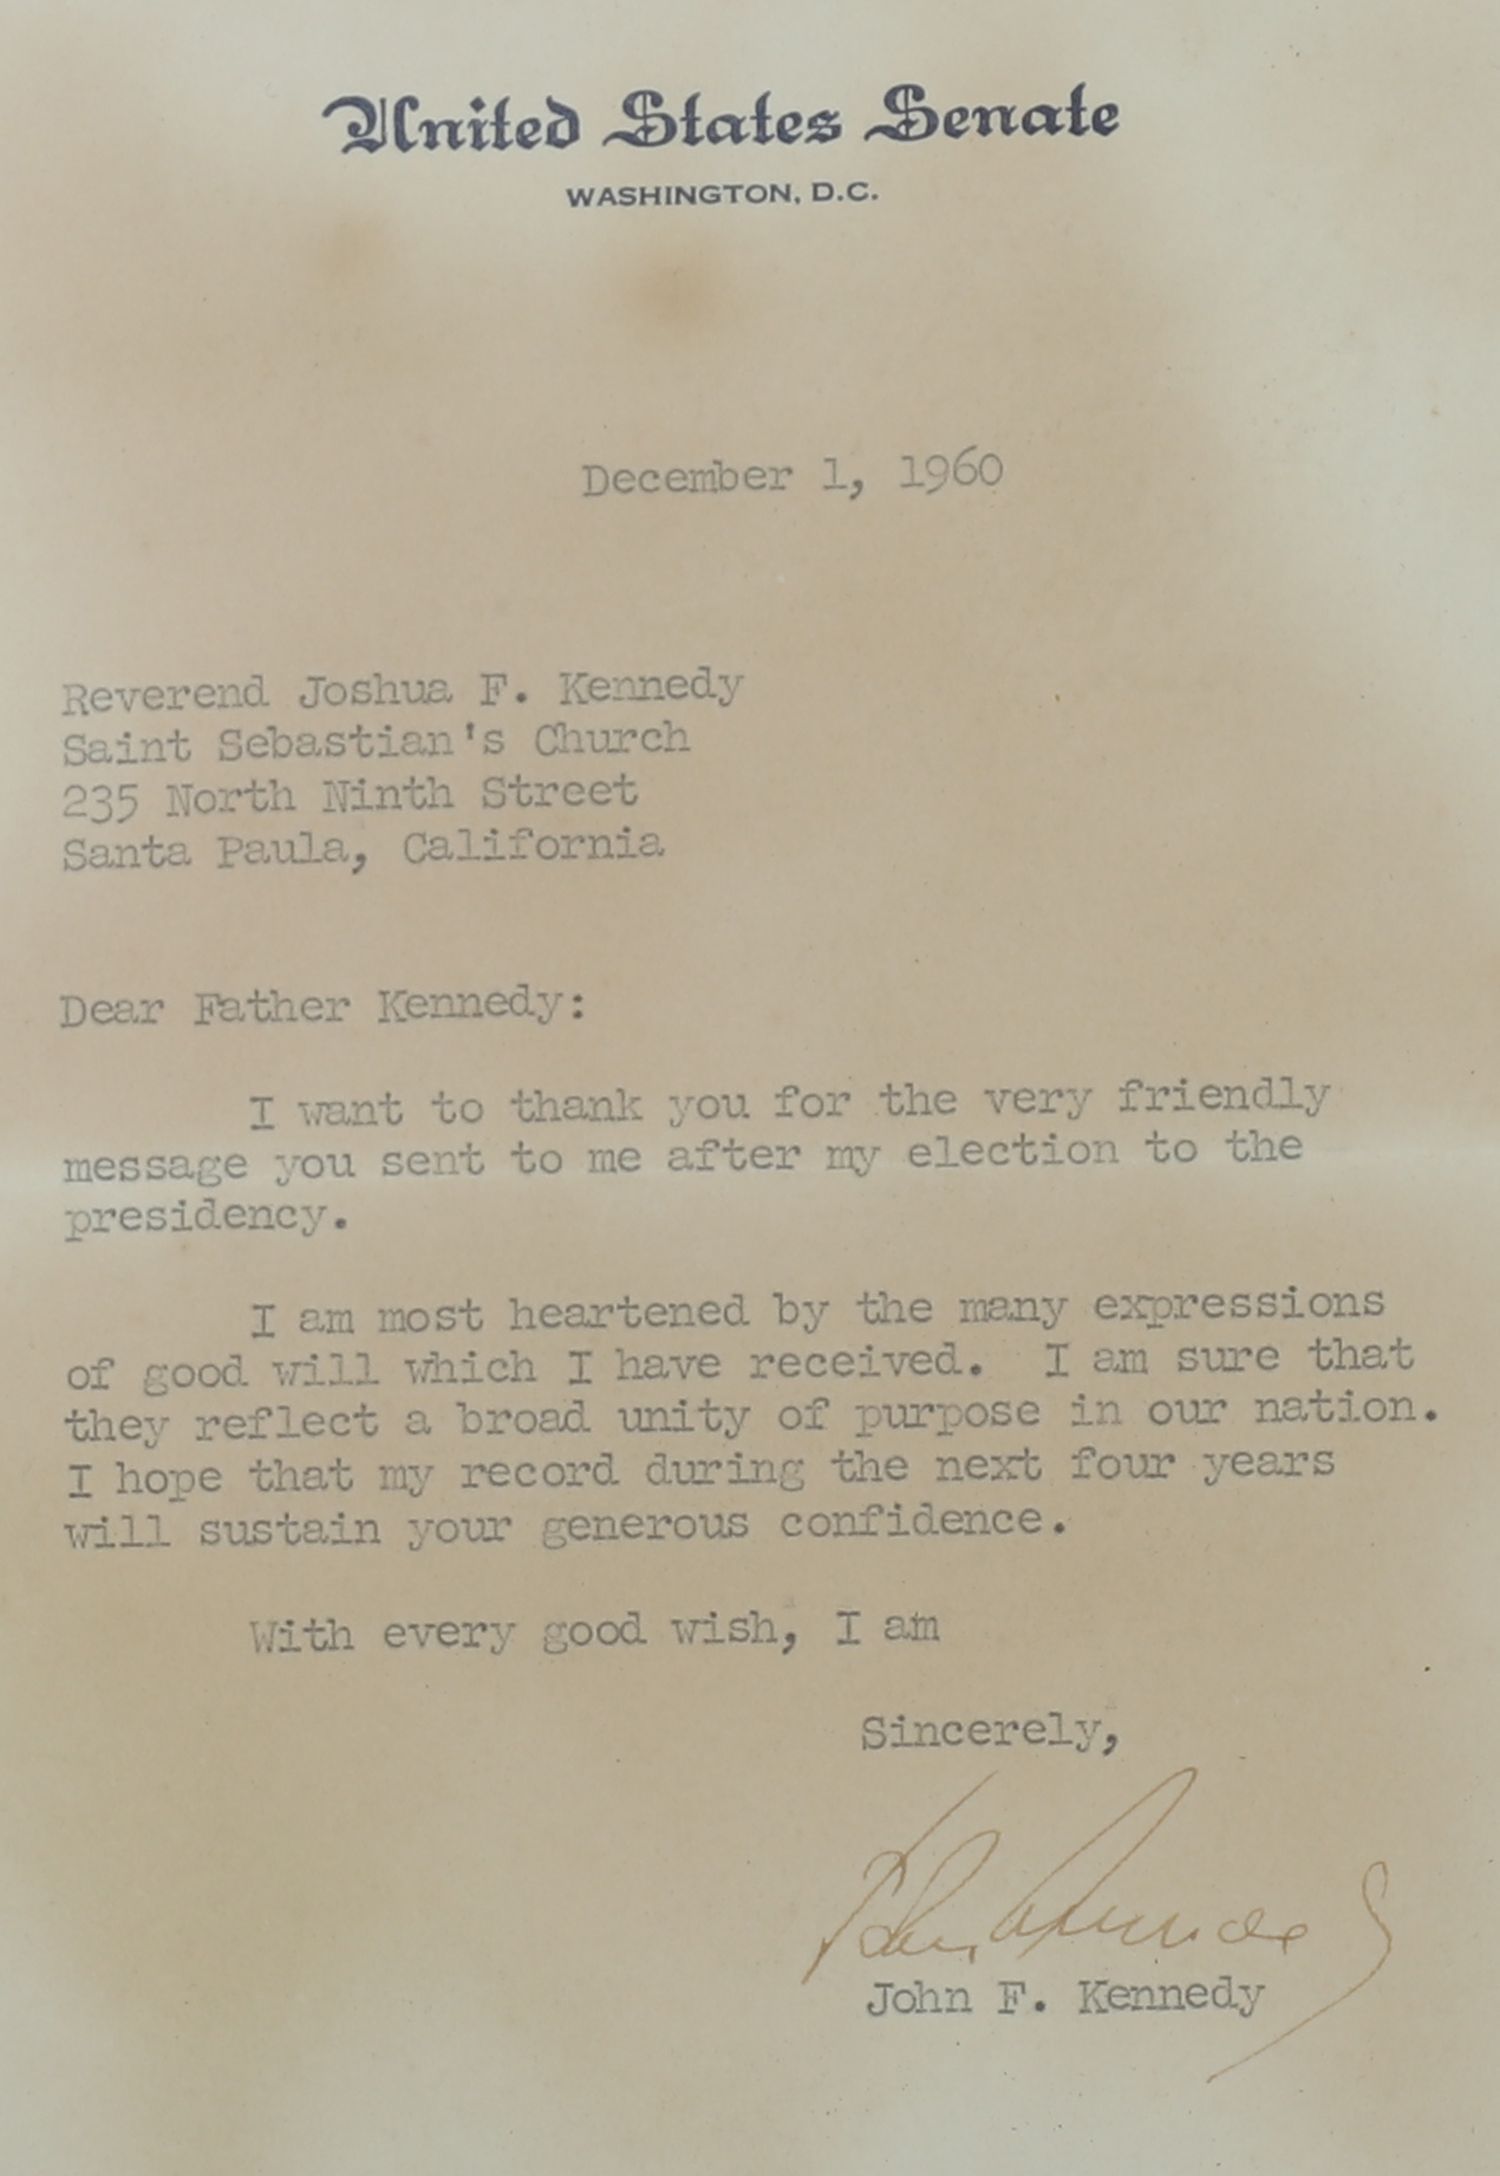 United States Senate
WASHINGTON, D.C.
December 1, 1960
Reverend Joshua F. Kennedy
Saint Sebastian's Church
235 North Ninth Street
Santa Paula, California
Dear Father Kennedy:
I want to thank you for the very friendly
message you sent to me after my election to the
presidency.
I am most heartened by the many expressions
of good will which I have received.  I am sure that
they reflect a broad unity of purpose in our nation.
I hope that my record during the next four years
will sustain your generous confidence.
With every good wish, I am
Sincerely,
John Kennedy
John F. Kennedy